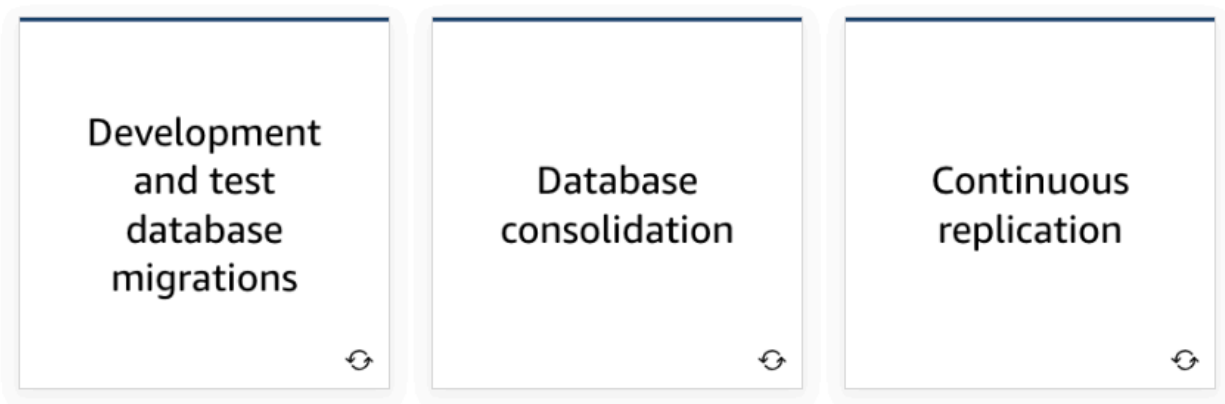 Development
and test
database
migrations
Database
consolidation
Continuous
replication